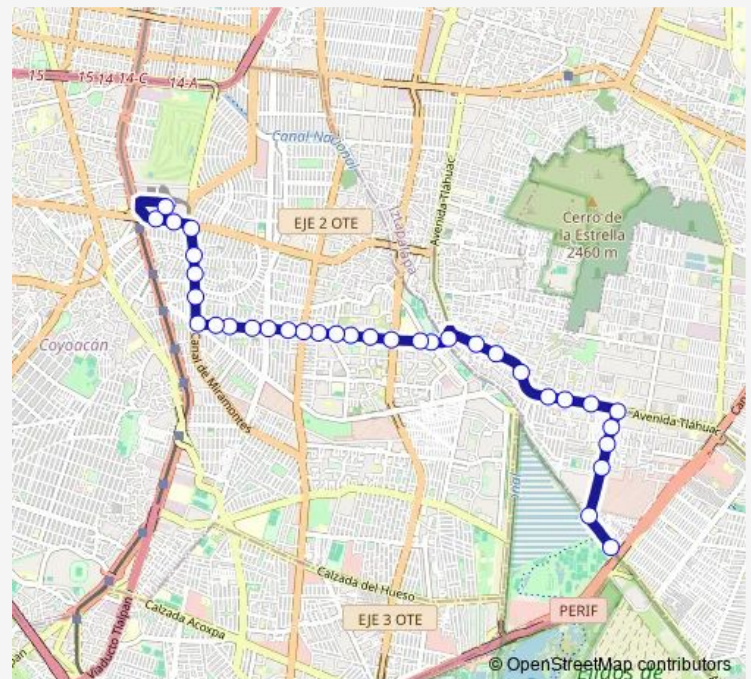 15
15 14 14-C
14-A
Canal Nacional
Iztapalapa
Avenida Tláhuac
EJE 2 OTE
Cerro de
la Estrella
2460 m
Coyoacán
Canal de Miramontes
Avenida Tláhuac
Calzada del Hueso
Calzada Acoxpa
EJE 3 OTE
PERIF
Viaducto Tlalpan
© OpenStreetMap contributors